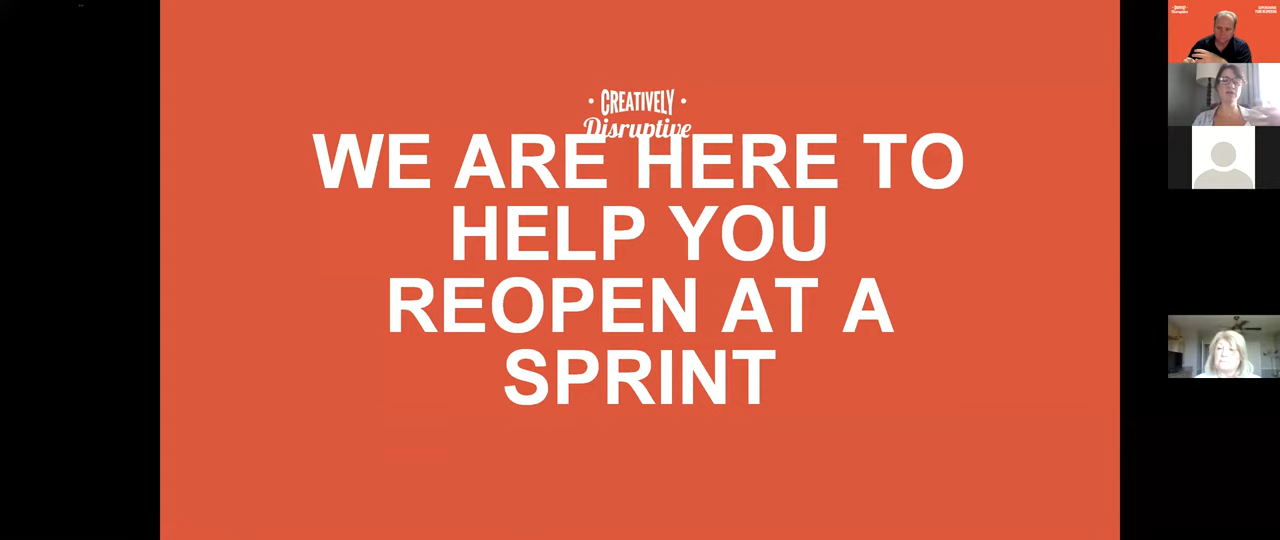 • CREATIVELY •
Disruptive
WE ARE HERE TO
HELP YOU
REOPEN AT A
SPRINT